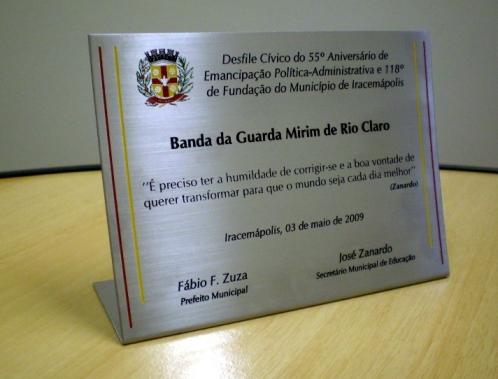 Desfile Cívico do 55º Aniversário de
Emancipação Política-Administrativa e 118º
de Fundação do Município de Iracemápolis
Banda da Guarda Mirim de Rio Claro
"É preciso ter a humildade de corrigir-se e a boa vontade de
querer transformar para que o mundo seja cada dia melhor"
(Zanardo)
Iracemápolis, 03 de maio de 2009
Fábio F. Zuza
Prefeito Municipal
José Zanardo
Secretário Municipal de Educação